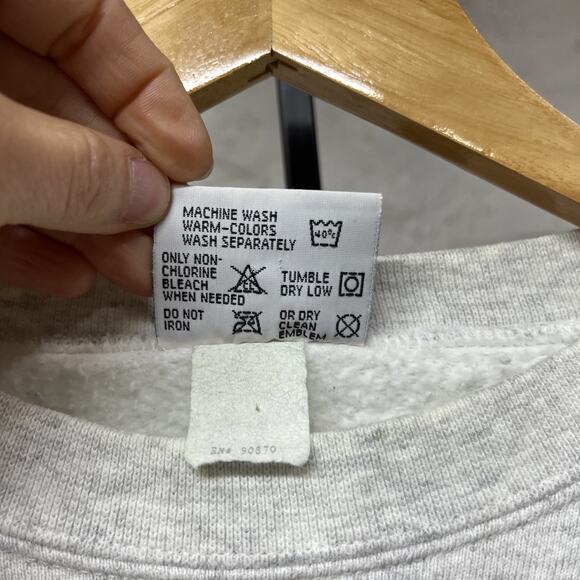 MACHINE WASH
WARM-COLORS
WASH SEPARATELY
40°C
ONLY NON-
CHLORINE
BLEACH
WHEN NEEDED
CL
TUMBLE
DRY LOW
DO NOT
IRON
OR DRY
CLEAN
EMBLEM
RN# 90870